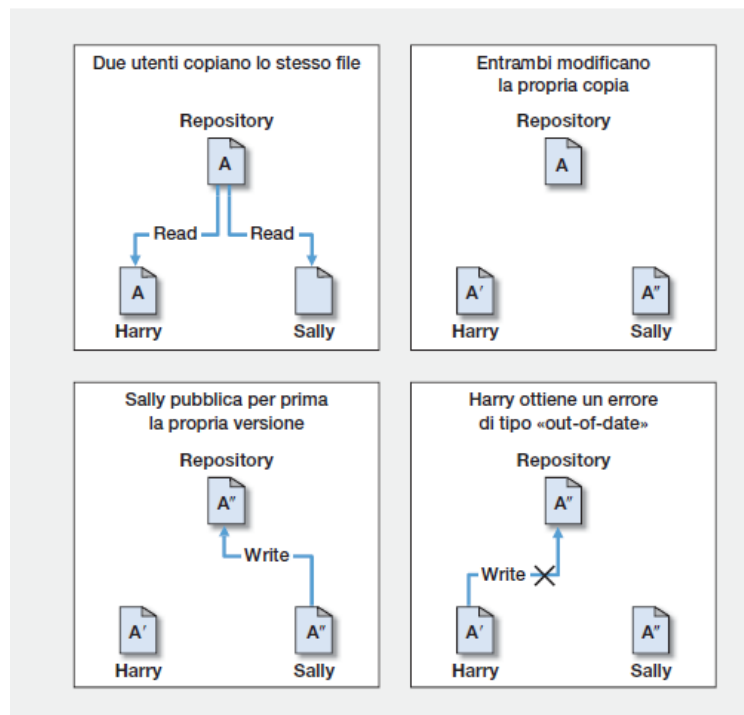 Due utenti copiano lo stesso file
Repository
A
Read
Read
A
Harry
Sally
Entrambi modificano
la propria copia
Repository
A
A′
A″
Harry
Sally
Sally pubblica per prima
la propria versione
Repository
A″
Write
A′
A″
Harry
Sally
Harry ottiene un errore
di tipo «out-of-date»
Repository
A″
Write
A′
A″
Harry
Sally